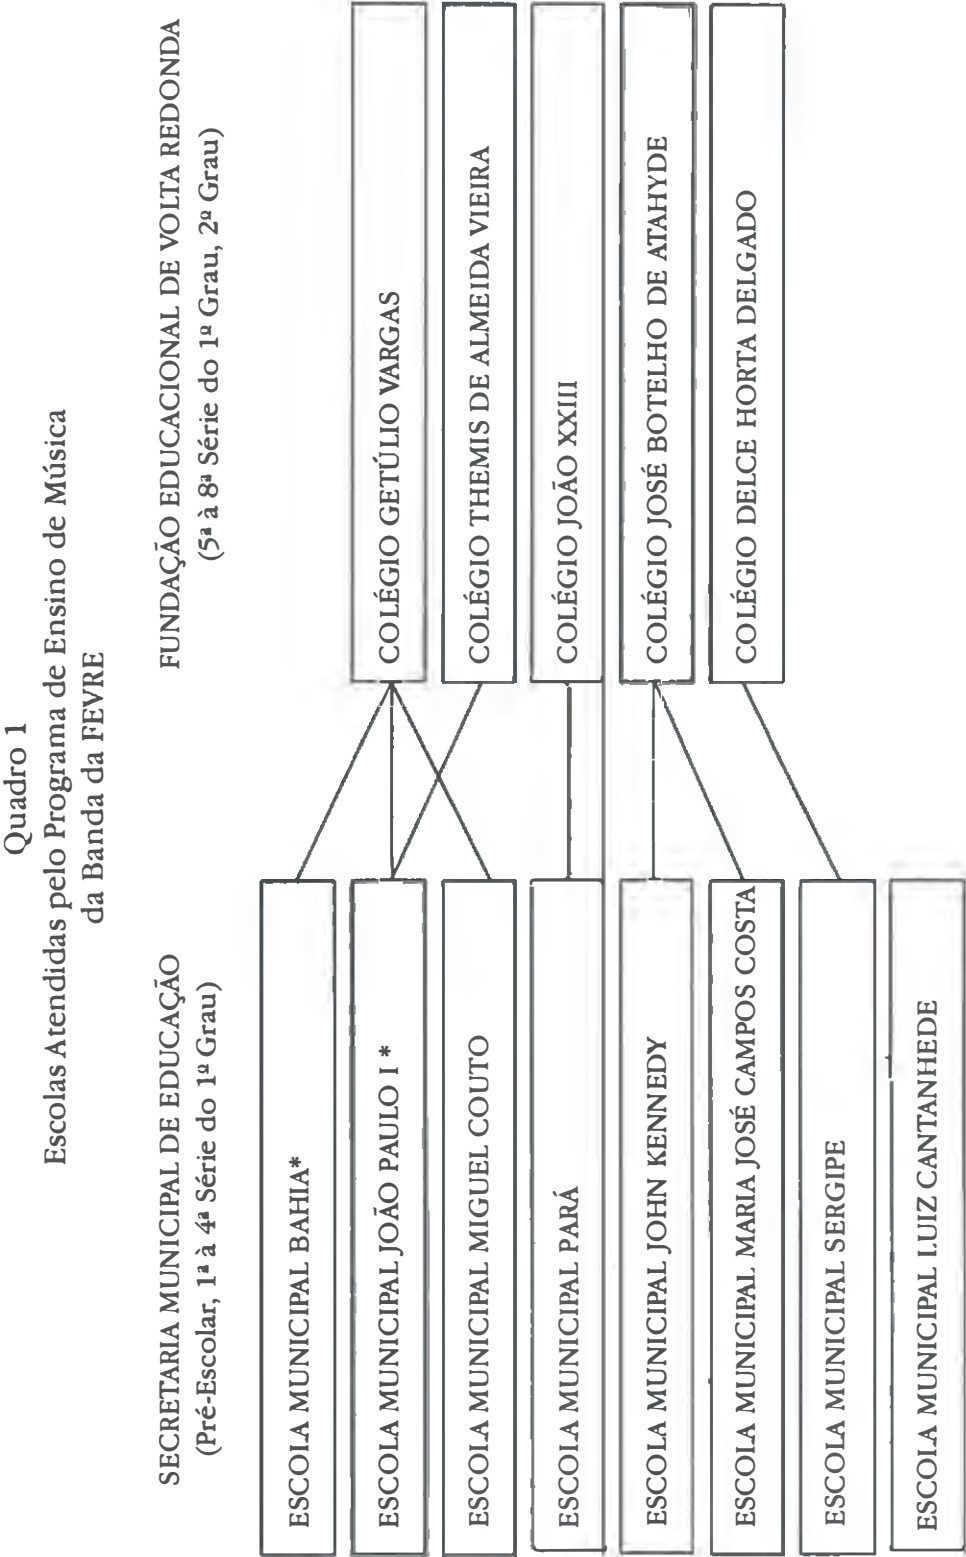 Quadro 1
Escolas Atendidas pelo Programa de Ensino de Música
da Banda da FEVRE
SECRETARIA MUNICIPAL DE EDUCAÇÃO
(Pré-Escolar, 1ª à 4ª Série do 1º Grau)
ESCOLA MUNICIPAL BAHIA*
ESCOLA MUNICIPAL JOÃO PAULO I *
ESCOLA MUNICIPAL MIGUEL COUTO
ESCOLA MUNICIPAL PARÁ
ESCOLA MUNICIPAL JOHN KENNEDY
ESCOLA MUNICIPAL MARIA JOSÉ CAMPOS COSTA
ESCOLA MUNICIPAL SERGIPE
ESCOLA MUNICIPAL LUIZ CANTANHEDE
FUNDAÇÃO EDUCACIONAL DE VOLTA REDONDA
(5ª à 8ª Série do 1º Grau, 2º Grau)
COLÉGIO GETÚLIO VARGAS
COLÉGIO THEMIS DE ALMEIDA VIEIRA
COLÉGIO JOÃO XXIII
COLÉGIO JOSÉ BOTELHO DE ATAHYDE
COLÉGIO DELCE HORTA DELGADO